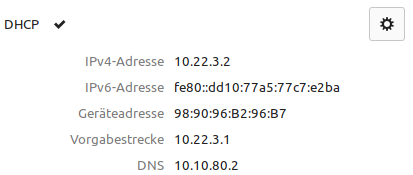 DHCP
IPv4-Adresse 10.22.3.2
IPv6-Adresse fe80::dd10:77a5:77c7:e2ba
Geräteadresse 98:90:96:B2:96:B7
Vorgabestrecke 10.22.3.1
DNS 10.10.80.2